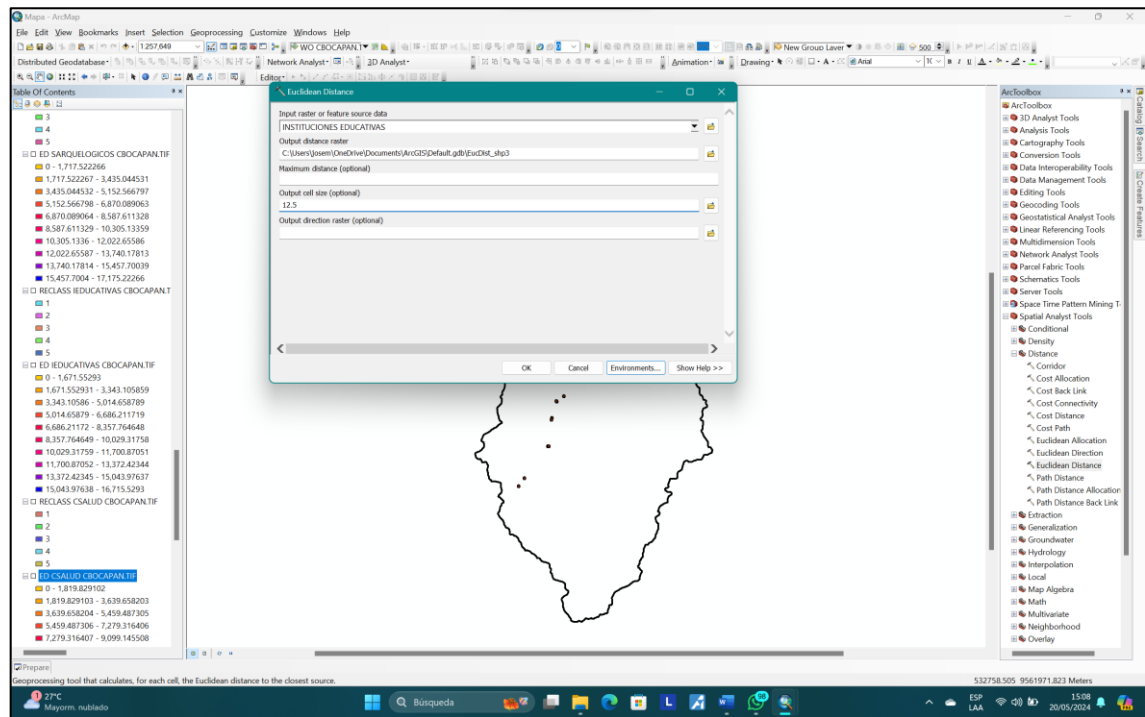 Mapa - ArcMap
File Edit View Bookmarks Insert Selection Geoprocessing Customize Windows Help
1:257,649
WO CBOCAPAN.T
New Group Layer
500
Distributed Geodatabase
Network Analyst
3D Analyst
Animation
Drawing
A
Arial
B I U A
Editor
Table Of Contents
3
4
5
ED SARQUELOGICOS CBOCAPAN.TIF
0 - 1,717.522266
1,717.522267 - 3,435.044531
3,435.044532 - 5,152.566797
5,152.566798 - 6,870.089063
6,870.089064 - 8,587.611328
8,587.611329 - 10,305.13359
10,305.1336 - 12,022.65586
12,022.65587 - 13,740.17813
13,740.17814 - 15,457.70039
15,457.7004 - 17,175.22266
RECLASS IEDUCATIVAS CBOCAPAN.T
1
2
3
4
5
ED IEDUCATIVAS CBOCAPAN.TIF
0 - 1,671.55293
1,671.552931 - 3,343.105859
3,343.10586 - 5,014.658789
5,014.65879 - 6,686.211719
6,686.21172 - 8,357.764648
8,357.764649 - 10,029.31758
10,029.31759 - 11,700.87051
11,700.87052 - 13,372.42344
13,372.42345 - 15,043.97637
15,043.97638 - 16,715.5293
RECLASS CSALUD CBOCAPAN.TIF
1
2
3
4
5
ED CSALUD CBOCAPAN.TIF
0 - 1,819.829102
1,819.829103 - 3,639.658203
3,639.658204 - 5,459.487305
5,459.487306 - 7,279.316406
7,279.316407 - 9,099.145508
Euclidean Distance
Input raster or feature source data
INSTITUCIONES EDUCATIVAS
Output distance raster
C:\Users\josem\OneDrive\Documents\ArcGIS\Default.gdb\EucDist_shp3
Maximum distance (optional)
Output cell size (optional)
12.5
Output direction raster (optional)
OK Cancel Environments... Show Help >>
ArcToolbox
ArcToolbox
3D Analyst Tools
Analysis Tools
Cartography Tools
Conversion Tools
Data Interoperability Tools
Data Management Tools
Editing Tools
Geocoding Tools
Geostatistical Analyst Tools
Linear Referencing Tools
Multidimension Tools
Network Analyst Tools
Parcel Fabric Tools
Schematics Tools
Server Tools
Space Time Pattern Mining T
Spatial Analyst Tools
Conditional
Density
Distance
Corridor
Cost Allocation
Cost Back Link
Cost Connectivity
Cost Distance
Cost Path
Euclidean Allocation
Euclidean Direction
Euclidean Distance
Path Distance
Path Distance Allocation
Path Distance Back Link
Extraction
Generalization
Groundwater
Hydrology
Interpolation
Local
Map Algebra
Math
Multivariate
Neighborhood
Overlay
Catalog
Search
Create Features
Prepare
Geoprocessing tool that calculates, for each cell, the Euclidean distance to the closest source.
532758.505 9561971.823 Meters
1
27°C
Mayorm. nublado
Búsqueda
L
98
ESP
LAA
15:08
20/05/2024